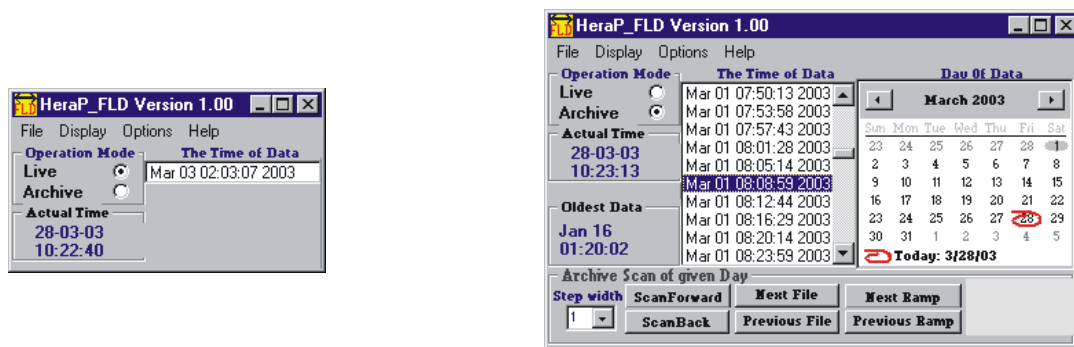 HeraP_FLD Version 1.00
File Display Options Help
Operation Mode
The Time of Data
Live
Mar 03 02:03:07 2003
Archive
Actual Time
28-03-03
10:22:40
HeraP_FLD Version 1.00
File Display Options Help
Operation Mode
The Time of Data
Day Of Data
Live
Archive
Actual Time
28-03-03
10:23:13
Oldest Data
Jan 16
01:20:02
Mar 01 07:50:13 2003
Mar 01 07:53:58 2003
Mar 01 07:57:43 2003
Mar 01 08:01:28 2003
Mar 01 08:05:14 2003
Mar 01 08:08:59 2003
Mar 01 08:12:44 2003
Mar 01 08:16:29 2003
Mar 01 08:20:14 2003
Mar 01 08:23:59 2003
March 2003
Sun Mon Tue Wed Thu Fri Sat
23 24 25 26 27 28 1
2 3 4 5 6 7 8
9 10 11 12 13 14 15
16 17 18 19 20 21 22
23 24 25 26 27 28 29
30 31 1 2 3 4 5
Today: 3/28/03
Archive Scan of given Day
Step width ScanForward Next File Next Ramp
1 ScanBack Previous File Previous Ramp